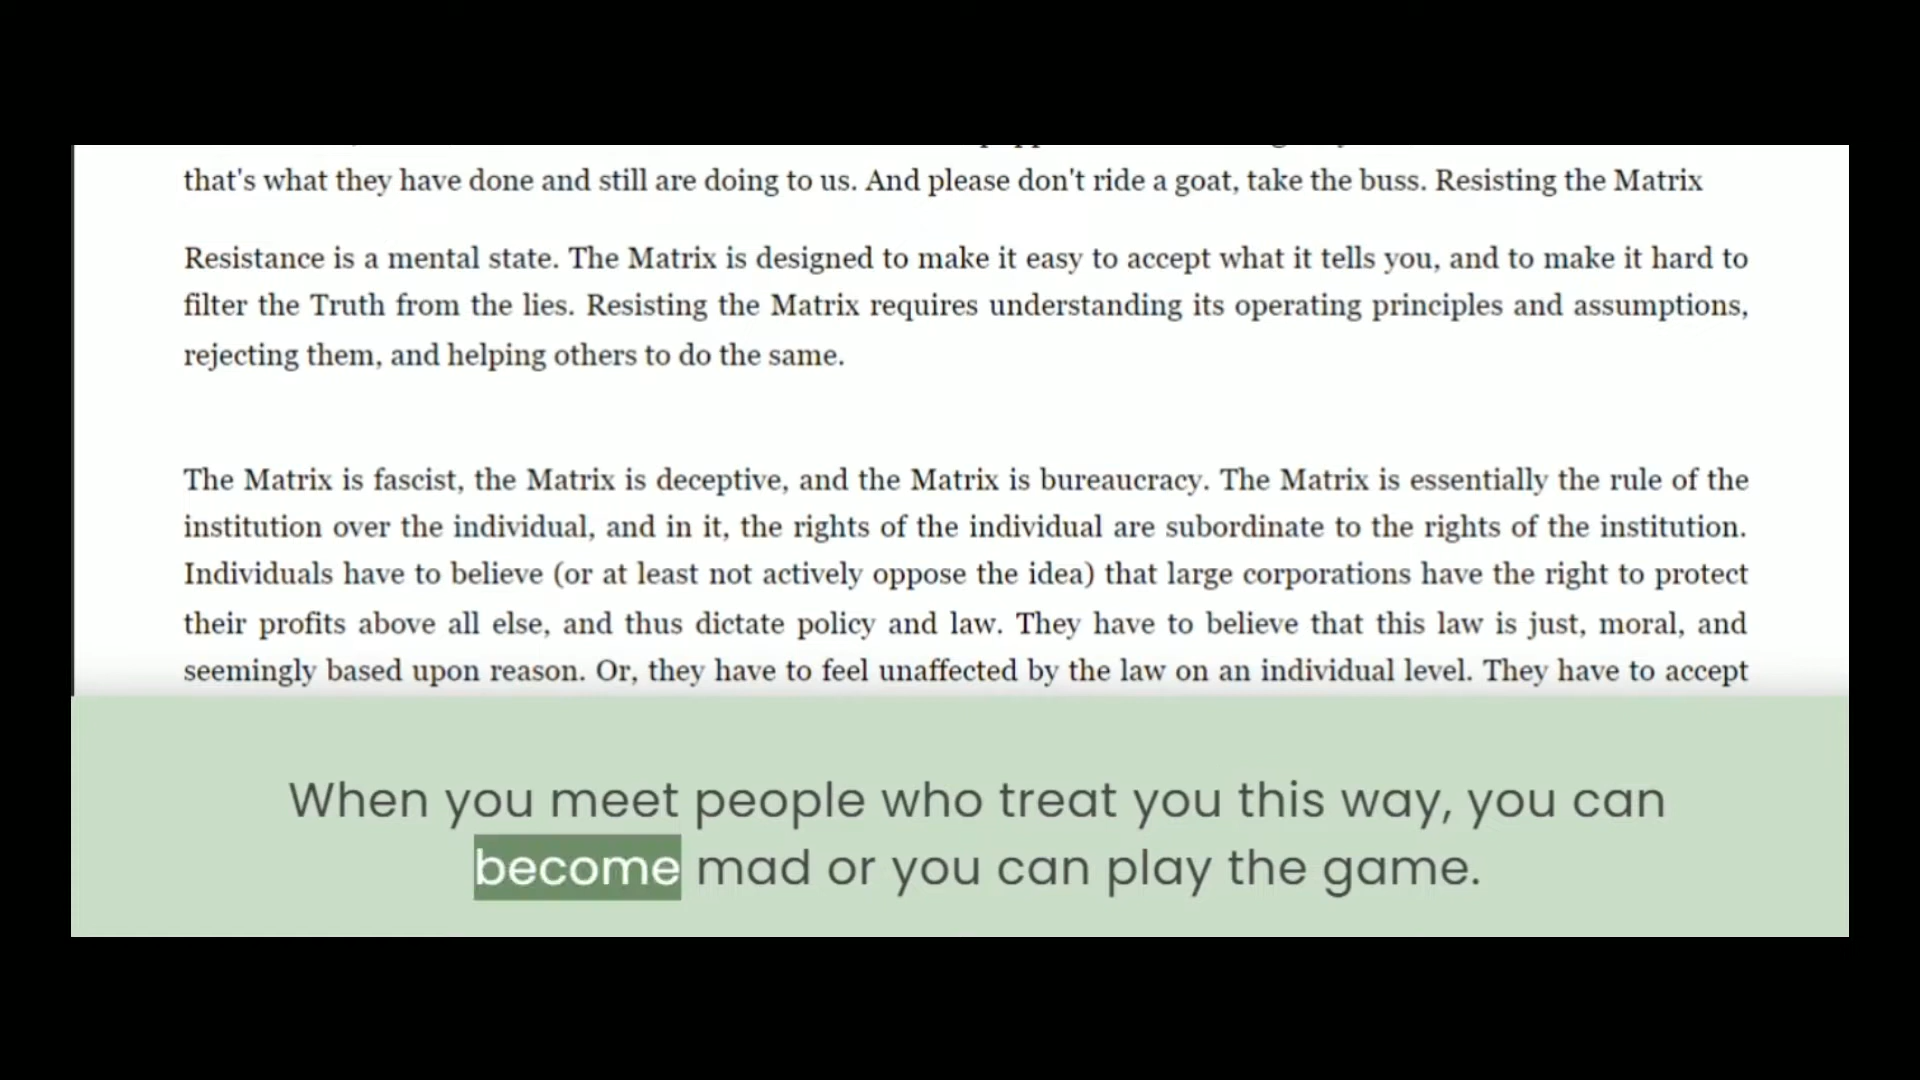 that's what they have done and still are doing to us. And please don't ride a goat, take the buss. Resisting the Matrix
Resistance is a mental state. The Matrix is designed to make it easy to accept what it tells you, and to make it hard to
filter the Truth from the lies. Resisting the Matrix requires understanding its operating principles and assumptions,
rejecting them, and helping others to do the same.
The Matrix is fascist, the Matrix is deceptive, and the Matrix is bureaucracy. The Matrix is essentially the rule of the
institution over the individual, and in it, the rights of the individual are subordinate to the rights of the institution.
Individuals have to believe (or at least not actively oppose the idea) that large corporations have the right to protect
their profits above all else, and thus dictate policy and law. They have to believe that this law is just, moral, and
seemingly based upon reason. Or, they have to feel unaffected by the law on an individual level. They have to accept
When you meet people who treat you this way, you can
become mad or you can play the game.